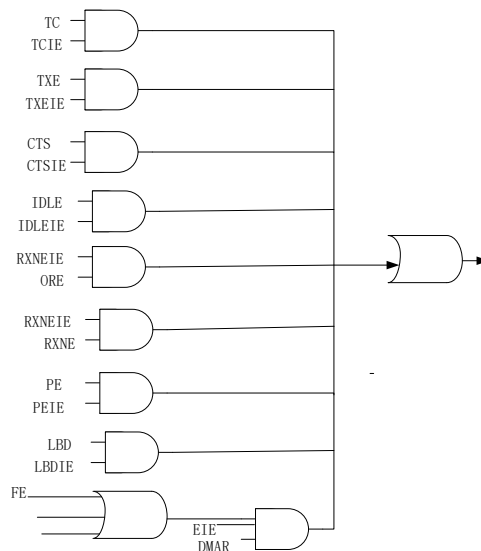 TC
TCIE
TXE
TXEIE
CTS
CTSIE
IDLE
IDLEIE
RXNEIE
ORE
RXNEIE
RXNE
PE
PEIE
LBD
LBDIE
FE
EIE
DMAR